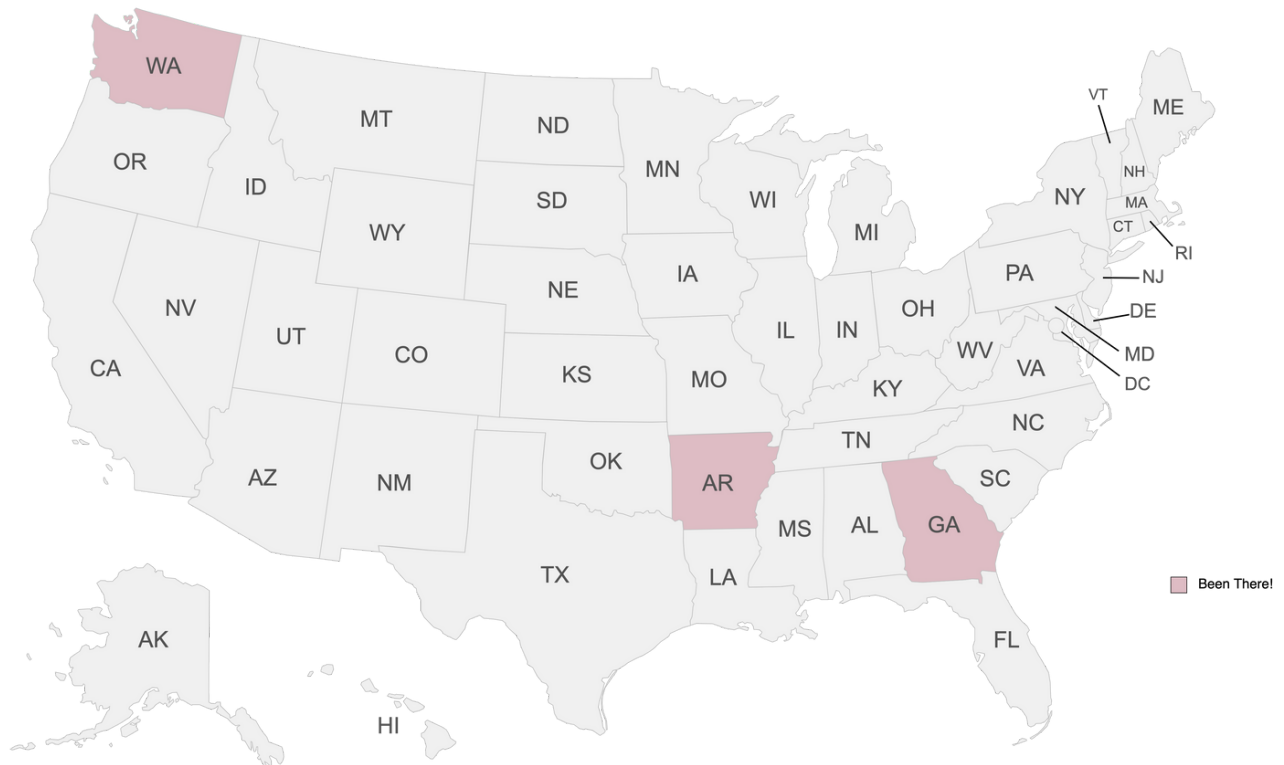 WA
MT
ND
MN
VT
ME
OR
ID
SD
WI
NH
WY
MI
NY
MA
CT
RI
NE
IA
PA
NJ
NV
UT
CO
IL
IN
OH
DE
CA
KS
MO
WV
VA
MD
DC
KY
NC
AZ
NM
OK
AR
TN
SC
MS
AL
GA
TX
LA
Been There!
AK
FL
HI